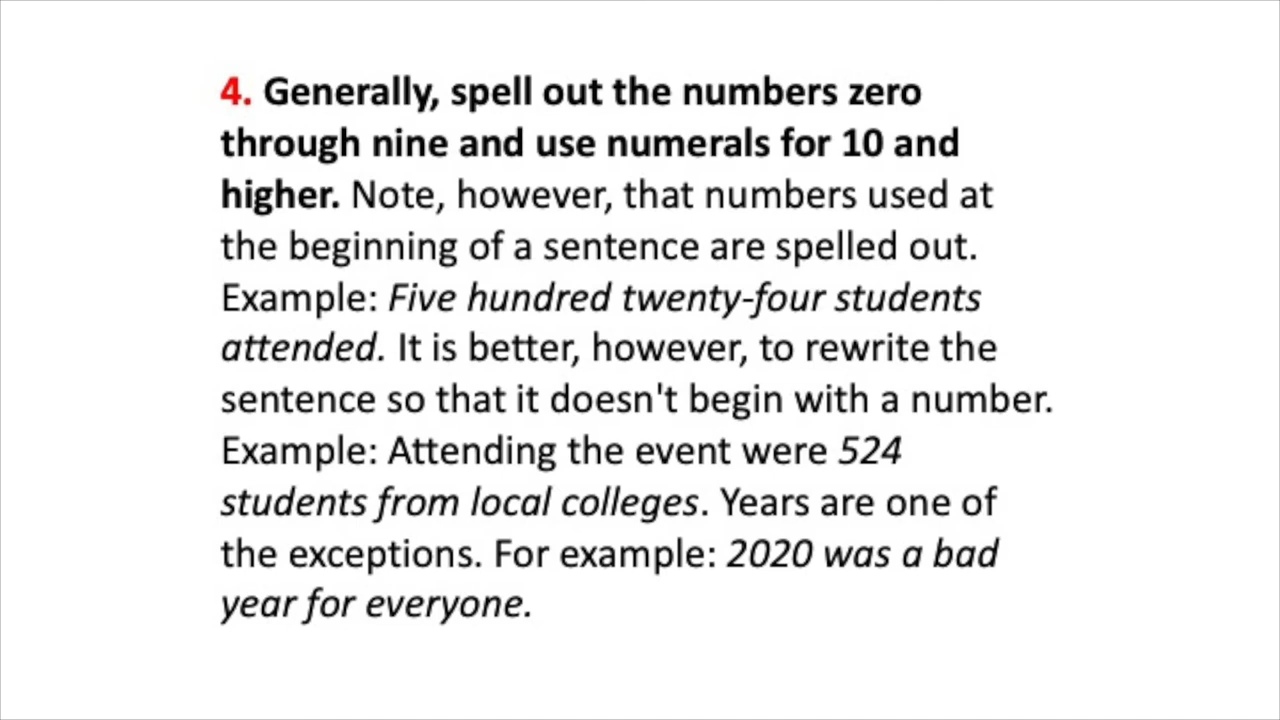 4. Generally, spell out the numbers zero
through nine and use numerals for 10 and
higher. Note, however, that numbers used at
the beginning of a sentence are spelled out.
Example: Five hundred twenty-four students
attended. It is better, however, to rewrite the
sentence so that it doesn't begin with a number.
Example: Attending the event were 524
students from local colleges. Years are one of
the exceptions. For example: 2020 was a bad
year for everyone.